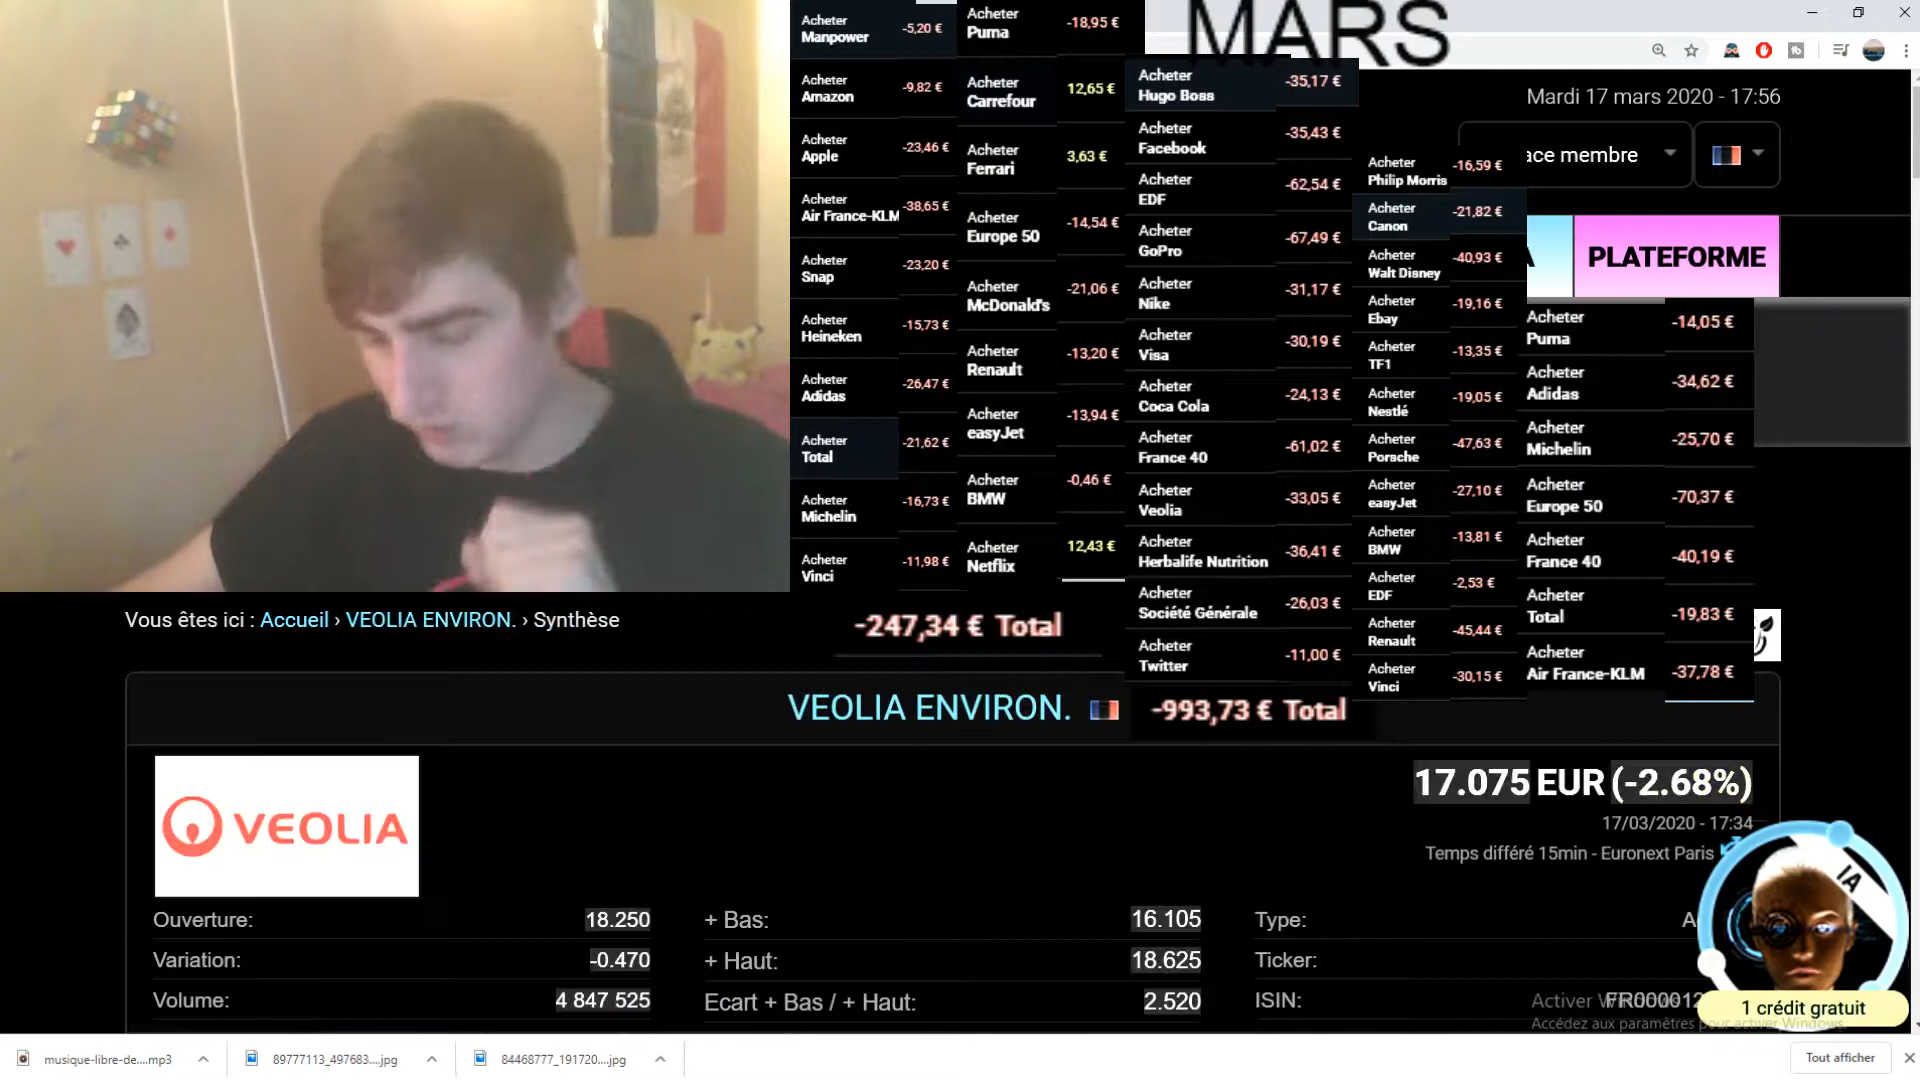 MARS
Acheter
Manpower
-5,20 €
Acheter
Amazon
-9,82 €
Acheter
Apple
-23,46 €
Acheter
Air France-KLM
-38,65 €
Acheter
Snap
-23,20 €
Acheter
Heineken
-15,73 €
Acheter
Adidas
-26,47 €
Acheter
Total
-21,62 €
Acheter
Michelin
-16,73 €
Acheter
Vinci
-11,98 €
Acheter
Puma
-18,95 €
Acheter
Carrefour
12,65 €
Acheter
Ferrari
3,63 €
Acheter
Europe 50
-14,54 €
Acheter
McDonald's
-21,06 €
Acheter
Renault
-13,20 €
Acheter
easyJet
-13,94 €
Acheter
BMW
-0,46 €
Acheter
Netflix
12,43 €
-247,34 € Total
Acheter
Hugo Boss
-35,17 €
Acheter
Facebook
-35,43 €
Acheter
EDF
-62,54 €
Acheter
GoPro
-67,49 €
Acheter
Nike
-31,17 €
Acheter
Visa
-30,19 €
Acheter
Coca Cola
-24,13 €
Acheter
France 40
-61,02 €
Acheter
Veolia
-33,05 €
Acheter
Herbalife Nutrition
-36,41 €
Acheter
Société Générale
-26,03 €
Acheter
Twitter
-11,00 €
-993,73 € Total
Acheter
Philip Morris
-16,59 €
Acheter
Canon
-21,82 €
Acheter
Walt Disney
-40,93 €
Acheter
Ebay
-19,16 €
Acheter
TF1
-13,35 €
Acheter
Nestlé
-19,05 €
Acheter
Porsche
-47,63 €
Acheter
easyJet
-27,10 €
Acheter
BMW
-13,81 €
Acheter
EDF
-2,53 €
Acheter
Renault
-45,44 €
Acheter
Vinci
-30,15 €
Acheter
Puma
-14,05 €
Acheter
Adidas
-34,62 €
Acheter
Michelin
-25,70 €
Acheter
Europe 50
-70,37 €
Acheter
France 40
-40,19 €
Acheter
Total
-19,83 €
Acheter
Air France-KLM
-37,78 €
Mardi 17 mars 2020 - 17:56
ace membre
A
PLATEFORME
Vous êtes ici : Accueil › VEOLIA ENVIRON. › Synthèse
VEOLIA ENVIRON.
VEOLIA
17.075 EUR (-2.68%)
17/03/2020 - 17:34
Temps différé 15min - Euronext Paris
Ouverture: 18.250
+ Bas: 16.105
Type: A
Variation: -0.470
+ Haut: 18.625
Ticker:
Volume: 4 847 525
Ecart + Bas / + Haut: 2.520
ISIN: FR000012
IA
1 crédit gratuit
Activer Windows
Accédez aux paramètres pour activer Windows.
musique-libre-de....mp3
89777113_497683....jpg
84468777_191720....jpg
Tout afficher